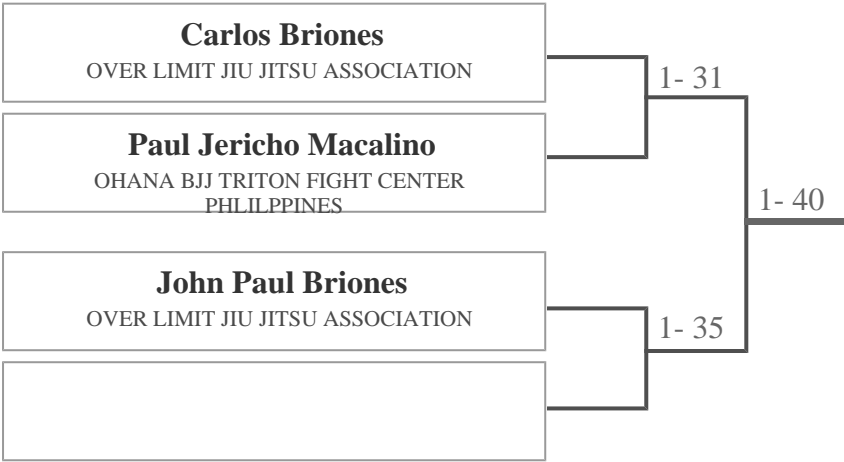 Carlos Briones
OVER LIMIT JIU JITSU ASSOCIATION
1- 31
Paul Jericho Macalino
OHANA BJJ TRITON FIGHT CENTER
PHLILPPINES
1- 40
John Paul Briones
OVER LIMIT JIU JITSU ASSOCIATION
1- 35